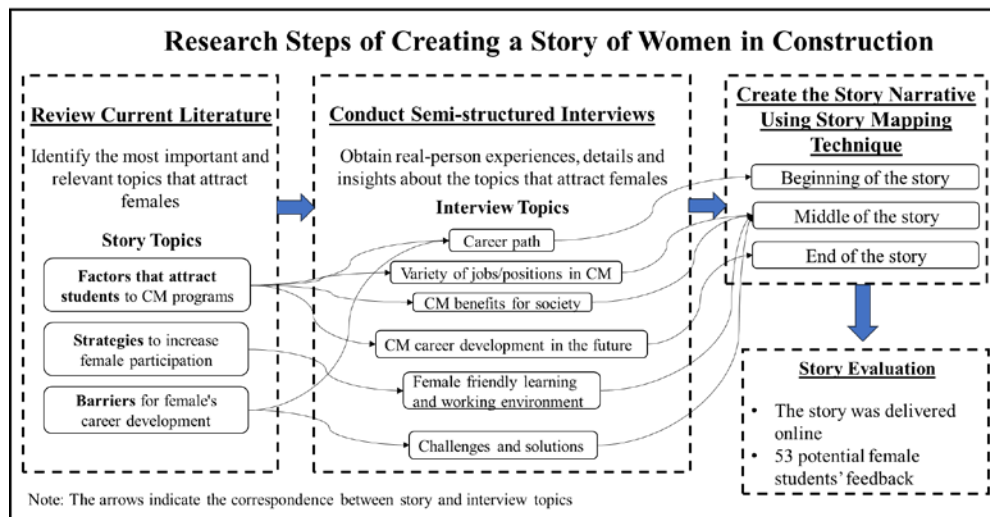 Research Steps of Creating a Story of Women in Construction
Review Current Literature
Identify the most important and
relevant topics that attract
females
Story Topics
Factors that attract
students to CM programs
Strategies to increase
female participation
Barriers for female's
career development
Conduct Semi-structured Interviews
Obtain real-person experiences, details and
insights about the topics that attract females
Interview Topics
Career path
Variety of jobs/positions in CM
CM benefits for society
CM career development in the future
Female friendly learning
and working environment
Challenges and solutions
Create the Story Narrative
Using Story Mapping
Technique
Beginning of the story
Middle of the story
End of the story
Story Evaluation
• The story was delivered
online
• 53 potential female
students' feedback
Note: The arrows indicate the correspondence between story and interview topics